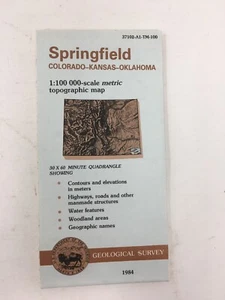 37102-A1-TM-100
Springfield
COLORADO-KANSAS-OKLAHOMA
1:100 000-scale metric
topographic map
30 X 60 MINUTE QUADRANGLE
SHOWING
Contours and elevations
in meters
Highways, roads and other
manmade structures
Water features
Woodland areas
Geographic names
GEOLOGICAL SURVEY
1984